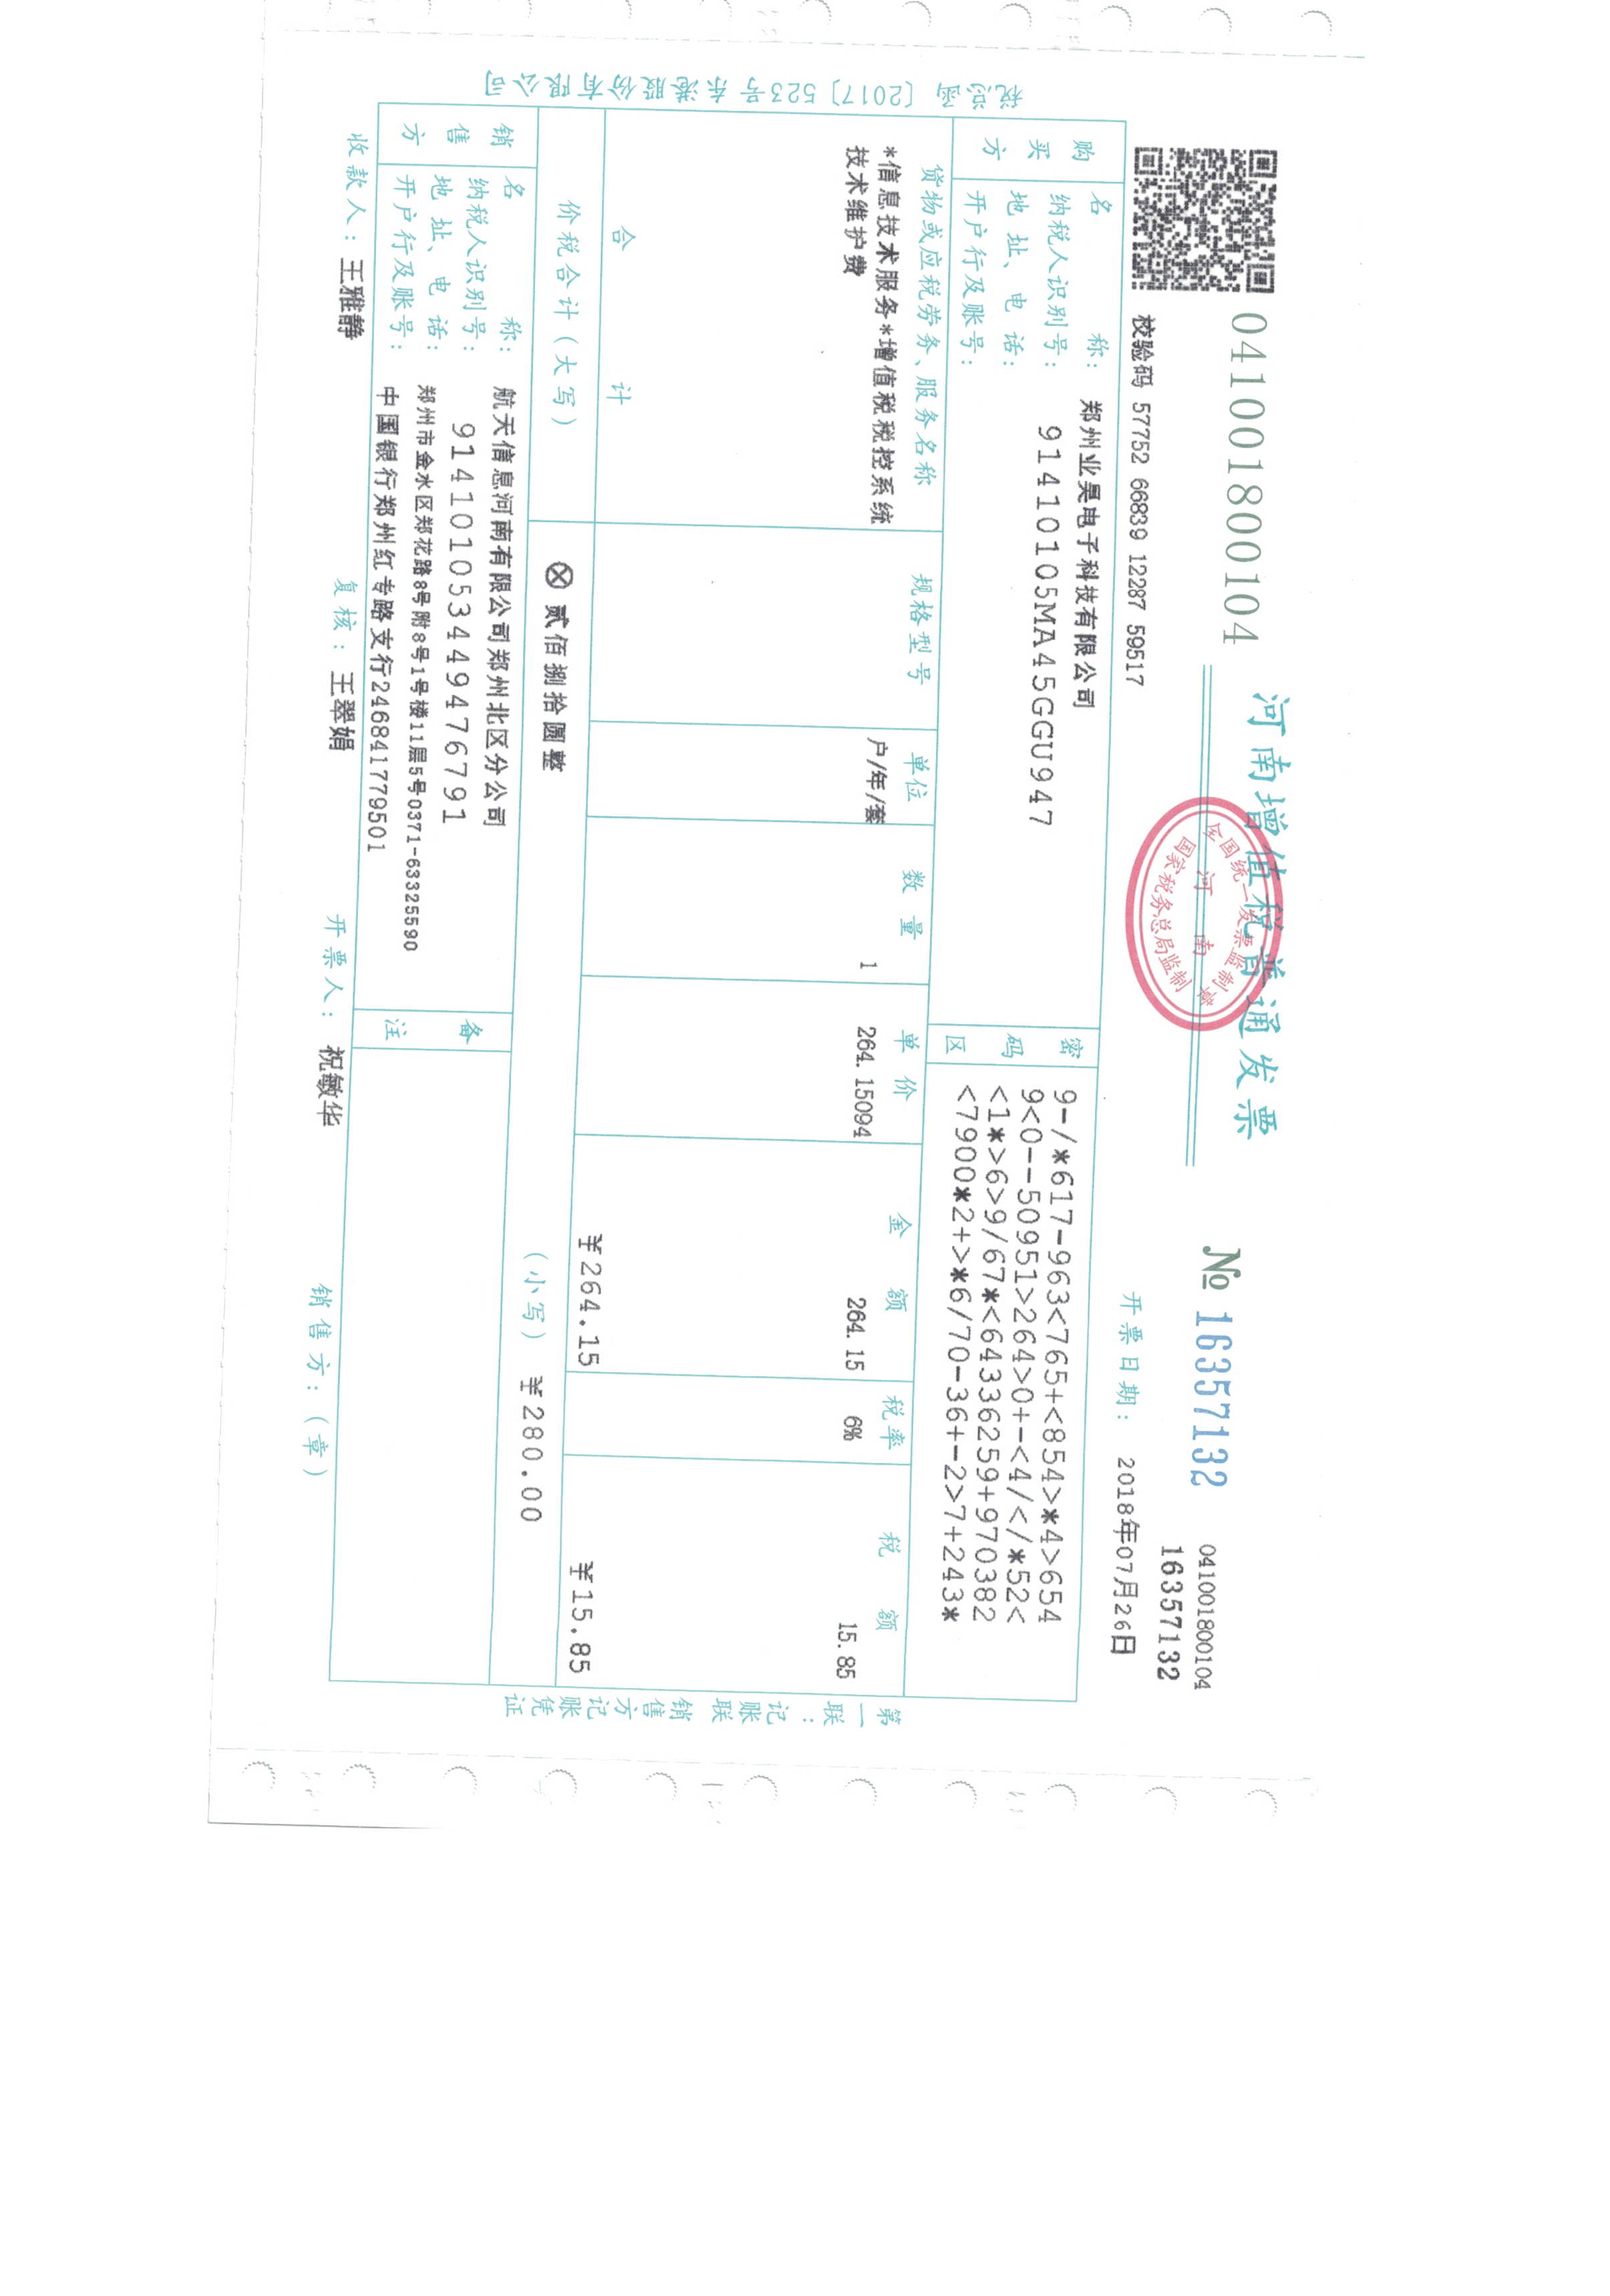 河南增值税普通发票
041001800104
全国统一发票监制章
河 南
国家税务总局监制
№ 16357132
041001800104
16357132
校验码 57752 66839 12287 59517
开票日期： 2018年07月26日
购买方
名 称： 郑州业昊电子科技有限公司
纳税人识别号： 91410105MA45GGU947
地 址、电 话：
开户行及账号：
密码区
9-/*617-963<765+<854>*4>654
9<0--50951>264>0+-<4/</*52<
<1*>6>9/67*<64336259+970382
<7900*2+>*6/70-36+-2>7+243*
货物或应税劳务、服务名称 规格型号 单位 数 量 单 价 金 额 税率 税 额
*信息技术服务*增值税税控系统 户/年/套 1 264.15094 264.15 6% 15.85
技术维护费
合 计 ￥264.15 ￥15.85
价税合计（大写） ⊗ 贰佰捌拾圆整 （小写） ￥280.00
销售方
名 称： 航天信息河南有限公司郑州北区分公司
纳税人识别号： 914101053449476791
地 址、电 话： 郑州市金水区郑花路8号附8号1号楼11层5号0371-63325590
开户行及账号： 中国银行郑州红专路支行246841779501
备注
收款人：王雅静 复核：王翠娟 开票人：祝敏华 销售方：（章）
税总函〔2017〕523号 东港股份有限公司
第一联：记账联 销售方记账凭证